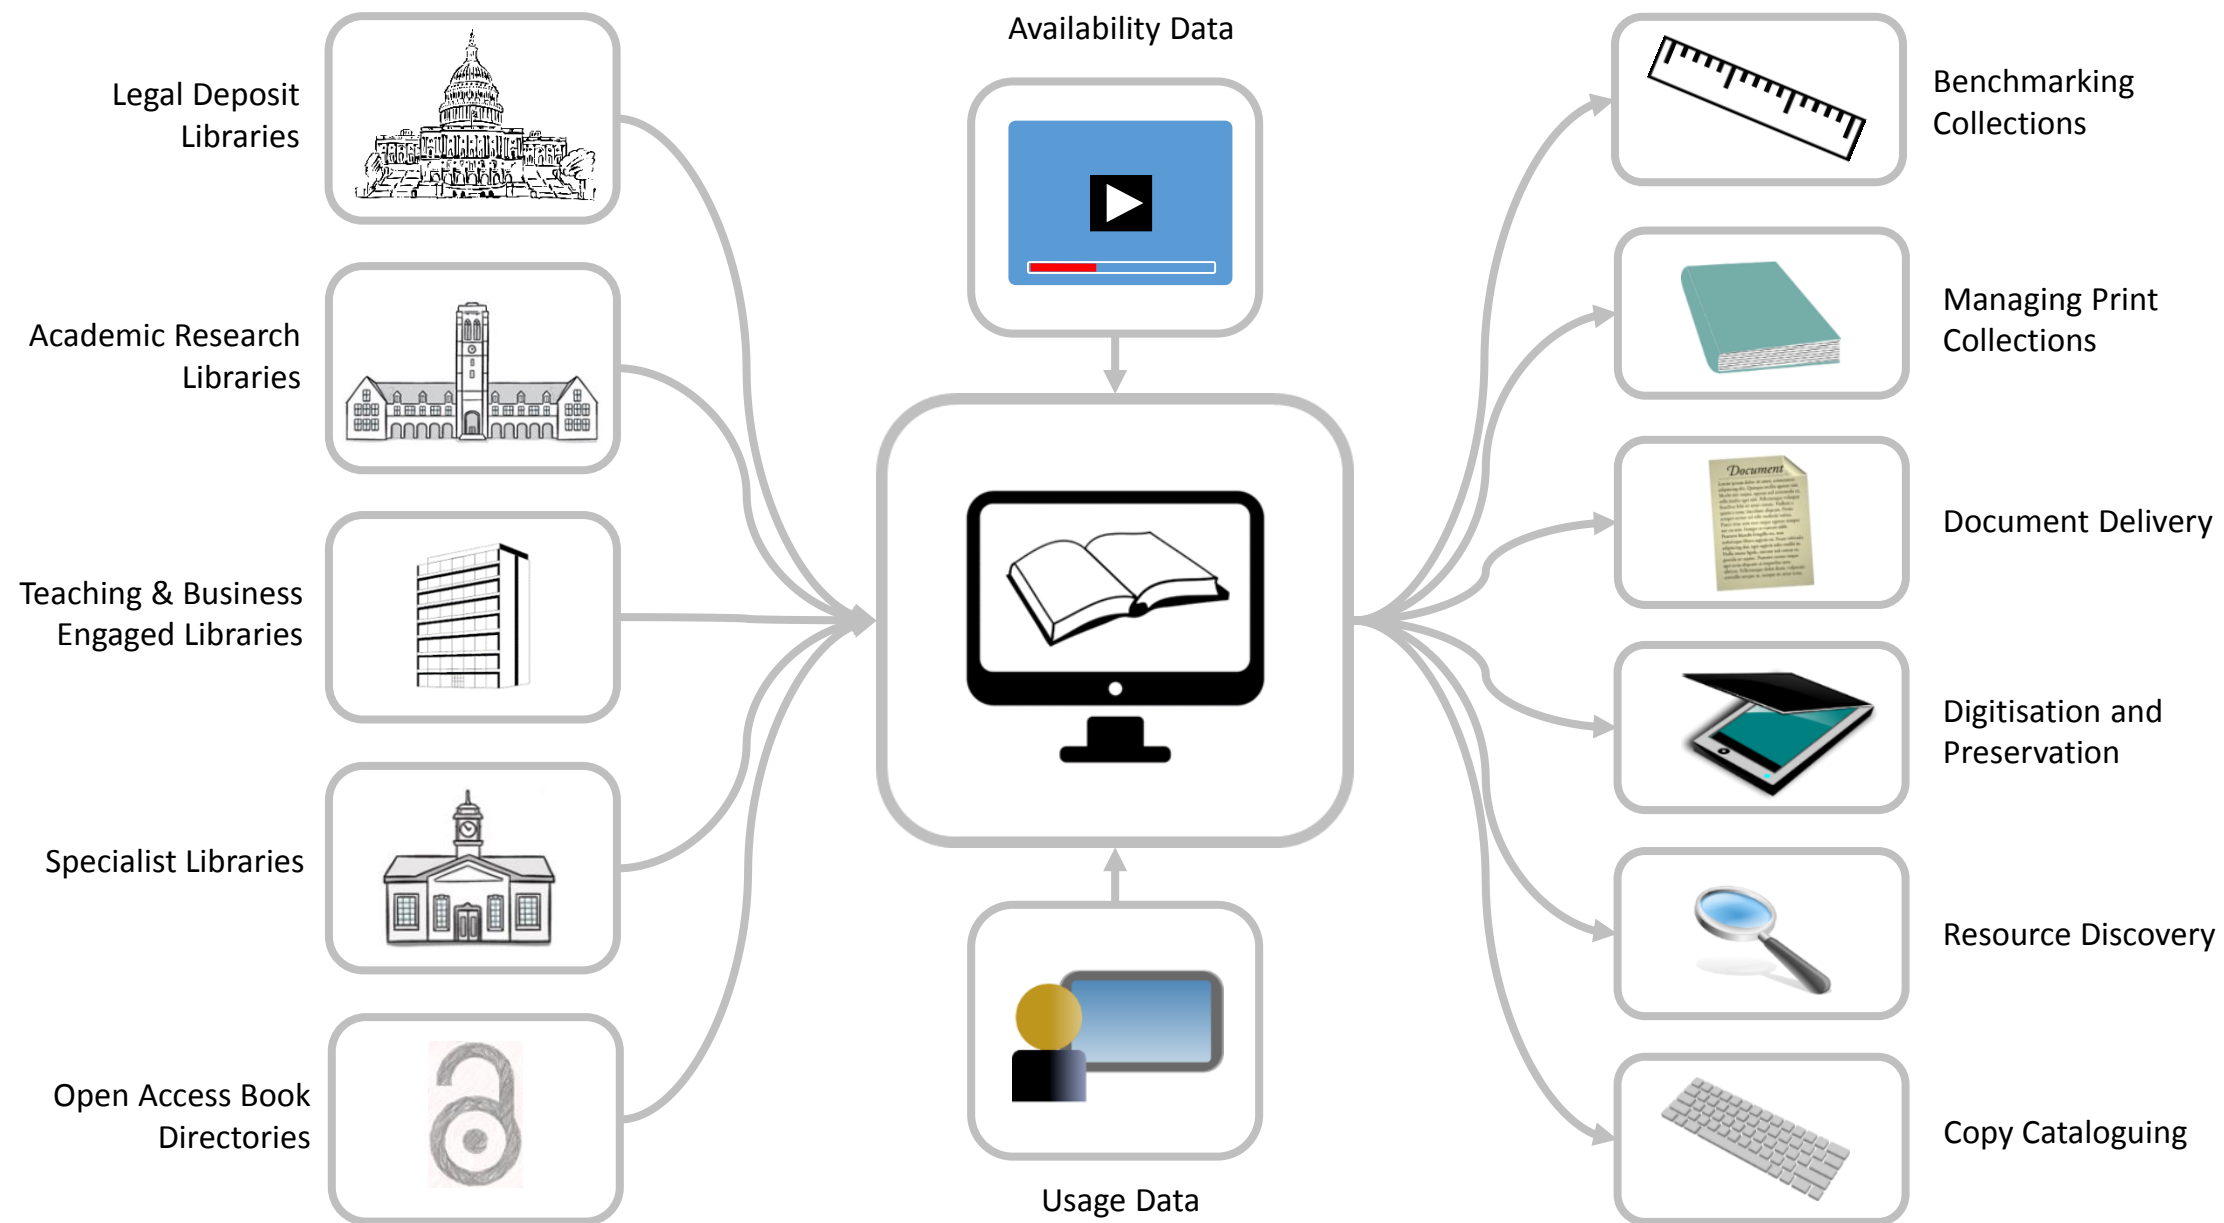 Availability Data
Legal Deposit
Libraries
Academic Research
Libraries
Teaching & Business
Engaged Libraries
Specialist Libraries
Open Access Book
Directories
Usage Data
Benchmarking
Collections
Managing Print
Collections
Document
Document Delivery
Digitisation and
Preservation
Resource Discovery
Copy Cataloguing